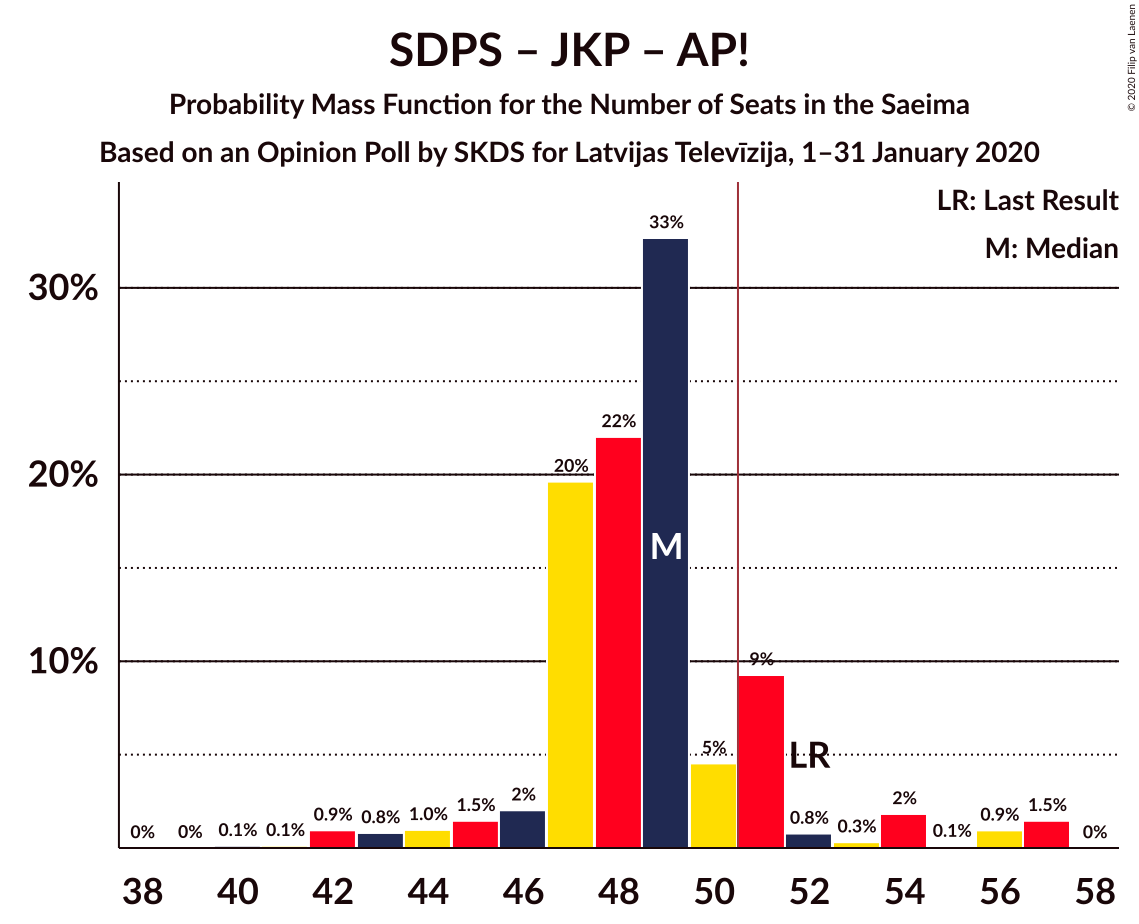 SDPS – JKP – AP!
Probability Mass Function for the Number of Seats in the Saeima
Based on an Opinion Poll by SKDS for Latvijas Televīzija, 1–31 January 2020
© 2020 Filip van Laenen
LR: Last Result
M: Median
30%
20%
10%
0% 0% 0.1% 0.1% 0.9% 0.8% 1.0% 1.5% 2% 20% 22% 33% 5% 9% 0.8% 0.3% 2% 0.1% 0.9% 1.5% 0%
M
LR
38 40 42 44 46 48 50 52 54 56 58